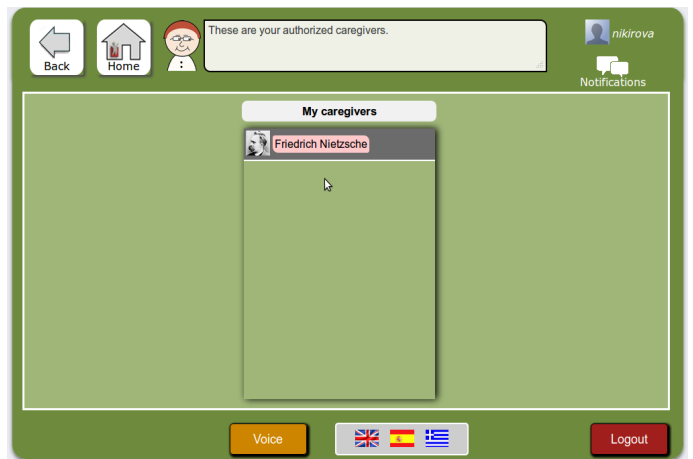 These are your authorized caregivers.
nikirova
Back
Home
Notifications
My caregivers
Friedrich Nietzsche
Voice
Logout